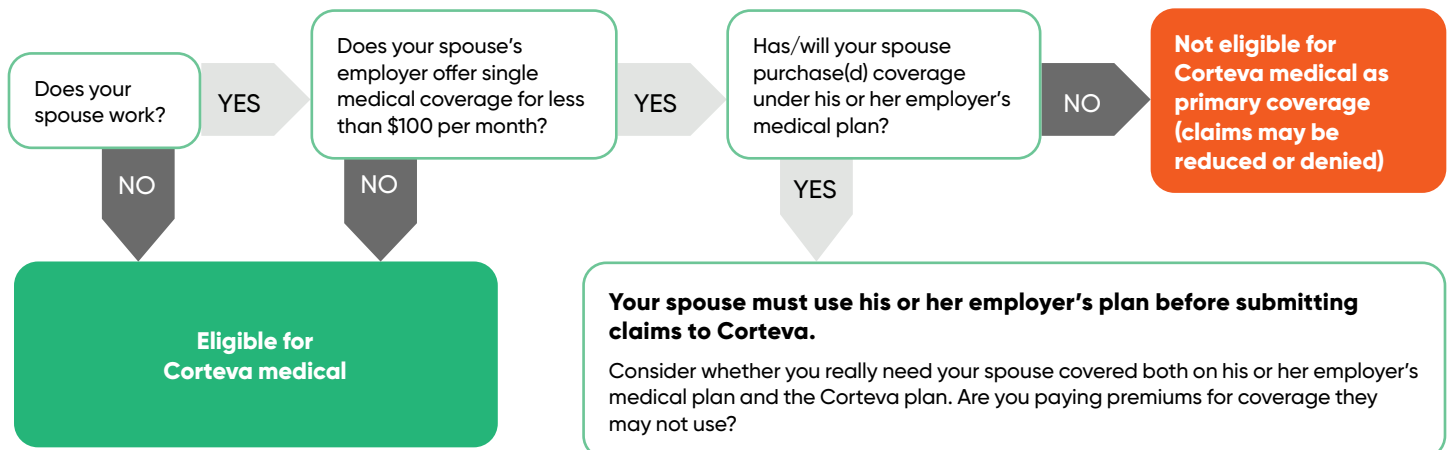 Does your
spouse work?
YES
NO
Does your spouse's
employer offer single
medical coverage for less
than $100 per month?
YES
NO
Has/will your spouse
purchase(d) coverage
under his or her employer's
medical plan?
NO
YES
Not eligible for
Corteva medical as
primary coverage
(claims may be
reduced or denied)
Eligible for
Corteva medical
Your spouse must use his or her employer's plan before submitting
claims to Corteva.
Consider whether you really need your spouse covered both on his or her employer's
medical plan and the Corteva plan. Are you paying premiums for coverage they
may not use?